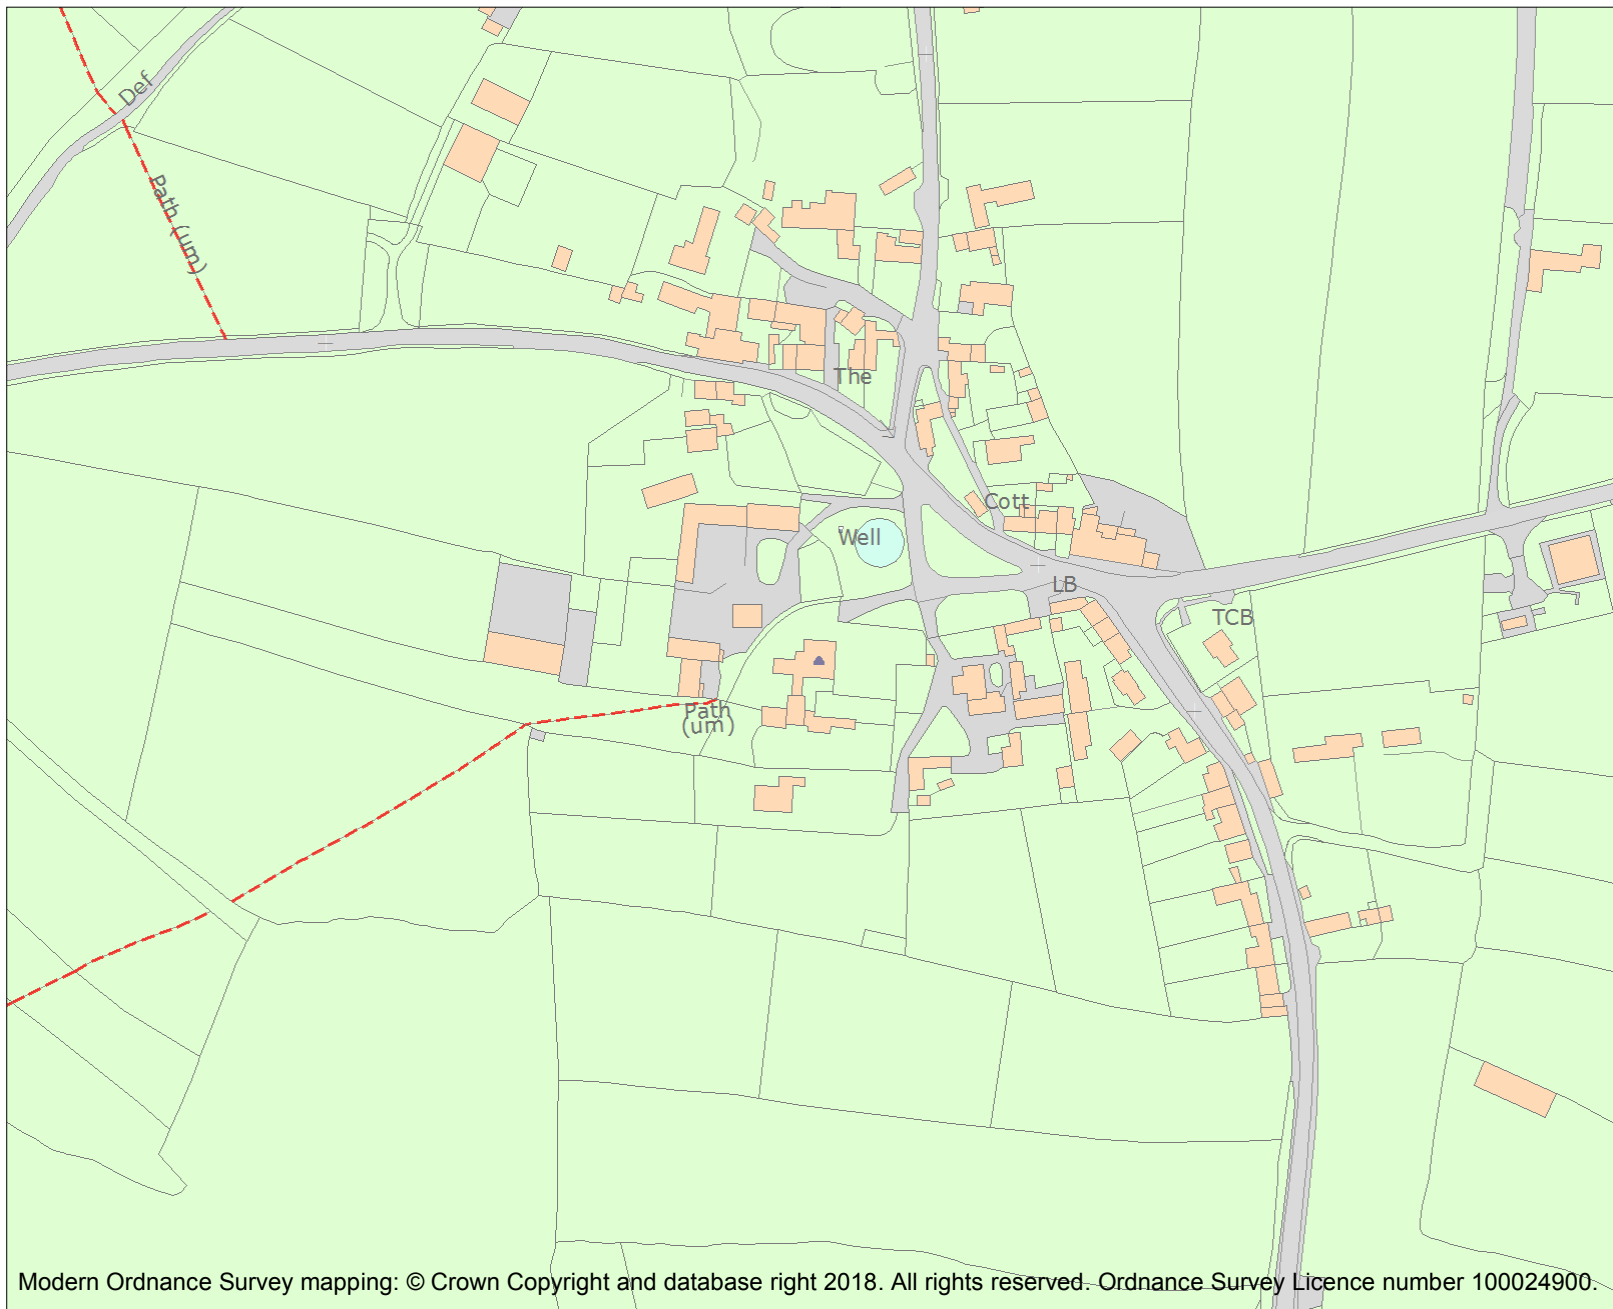 Def
Path (um)
The
Cott
Well
LB
TCB
Path
(um)
Modern Ordnance Survey mapping: © Crown Copyright and database right 2018. All rights reserved. Ordnance Survey Licence number 100024900.